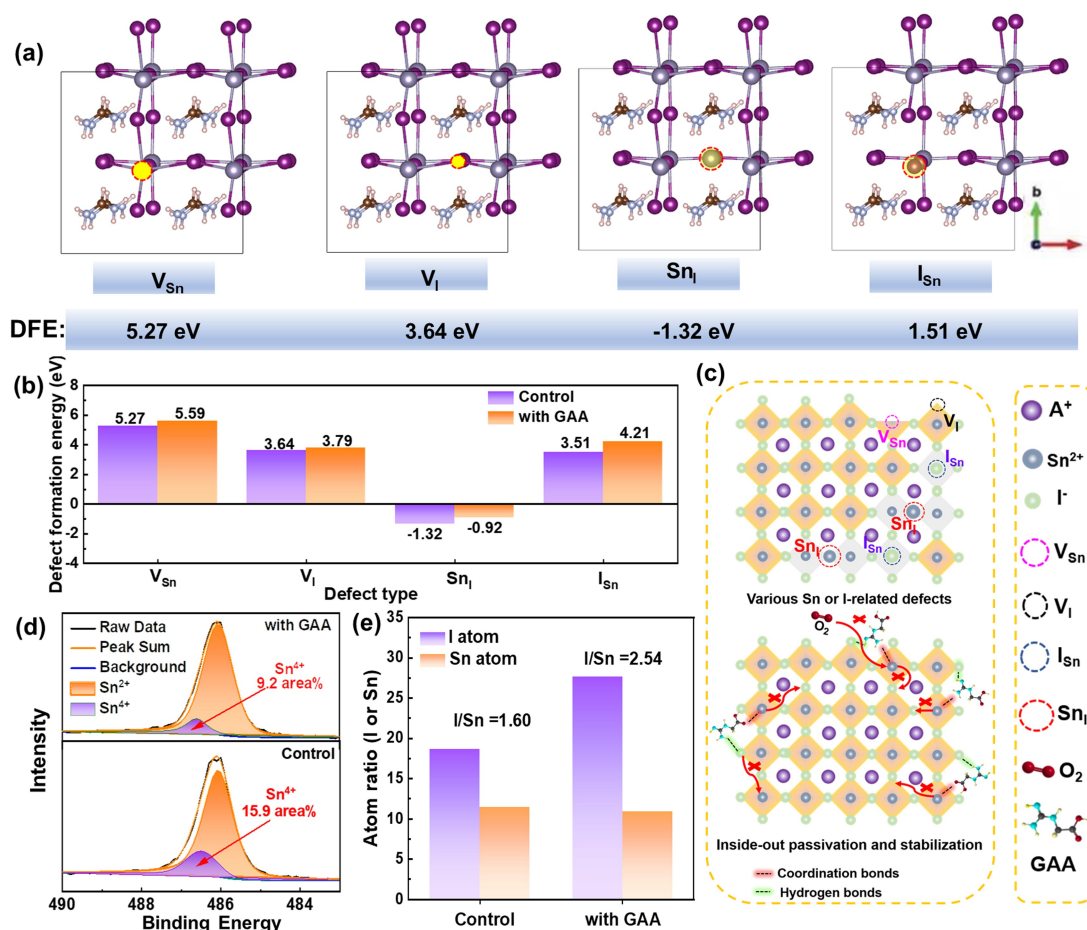 (a)
b
V_Sn
V_I
Sn_I
I_Sn
DFE:
5.27 eV
3.64 eV
-1.32 eV
1.51 eV
(b)
Defect formation energy (eV)
8
6
4
2
0
-2
-4
Control
with GAA
5.27
5.59
3.64
3.79
-1.32
-0.92
3.51
4.21
V_Sn
V_I
Sn_I
I_Sn
Defect type
(c)
V_I
V_Sn
I_Sn
Sn_I
Sn_I
I_Sn
Various Sn or I-related defects
O₂
Inside-out passivation and stabilization
Coordination bonds
Hydrogen bonds
A⁺
Sn²⁺
I⁻
V_Sn
V_I
I_Sn
Sn_I
O₂
GAA
(d)
Raw Data
Peak Sum
Background
Sn²⁺
Sn⁴⁺
with GAA
Sn⁴⁺
9.2 area%
Control
Sn⁴⁺
15.9 area%
Intensity
490
488
486
484
Binding Energy
(e)
Atom ratio (I or Sn)
35
30
25
20
15
10
5
0
I atom
Sn atom
I/Sn =1.60
I/Sn =2.54
Control
with GAA